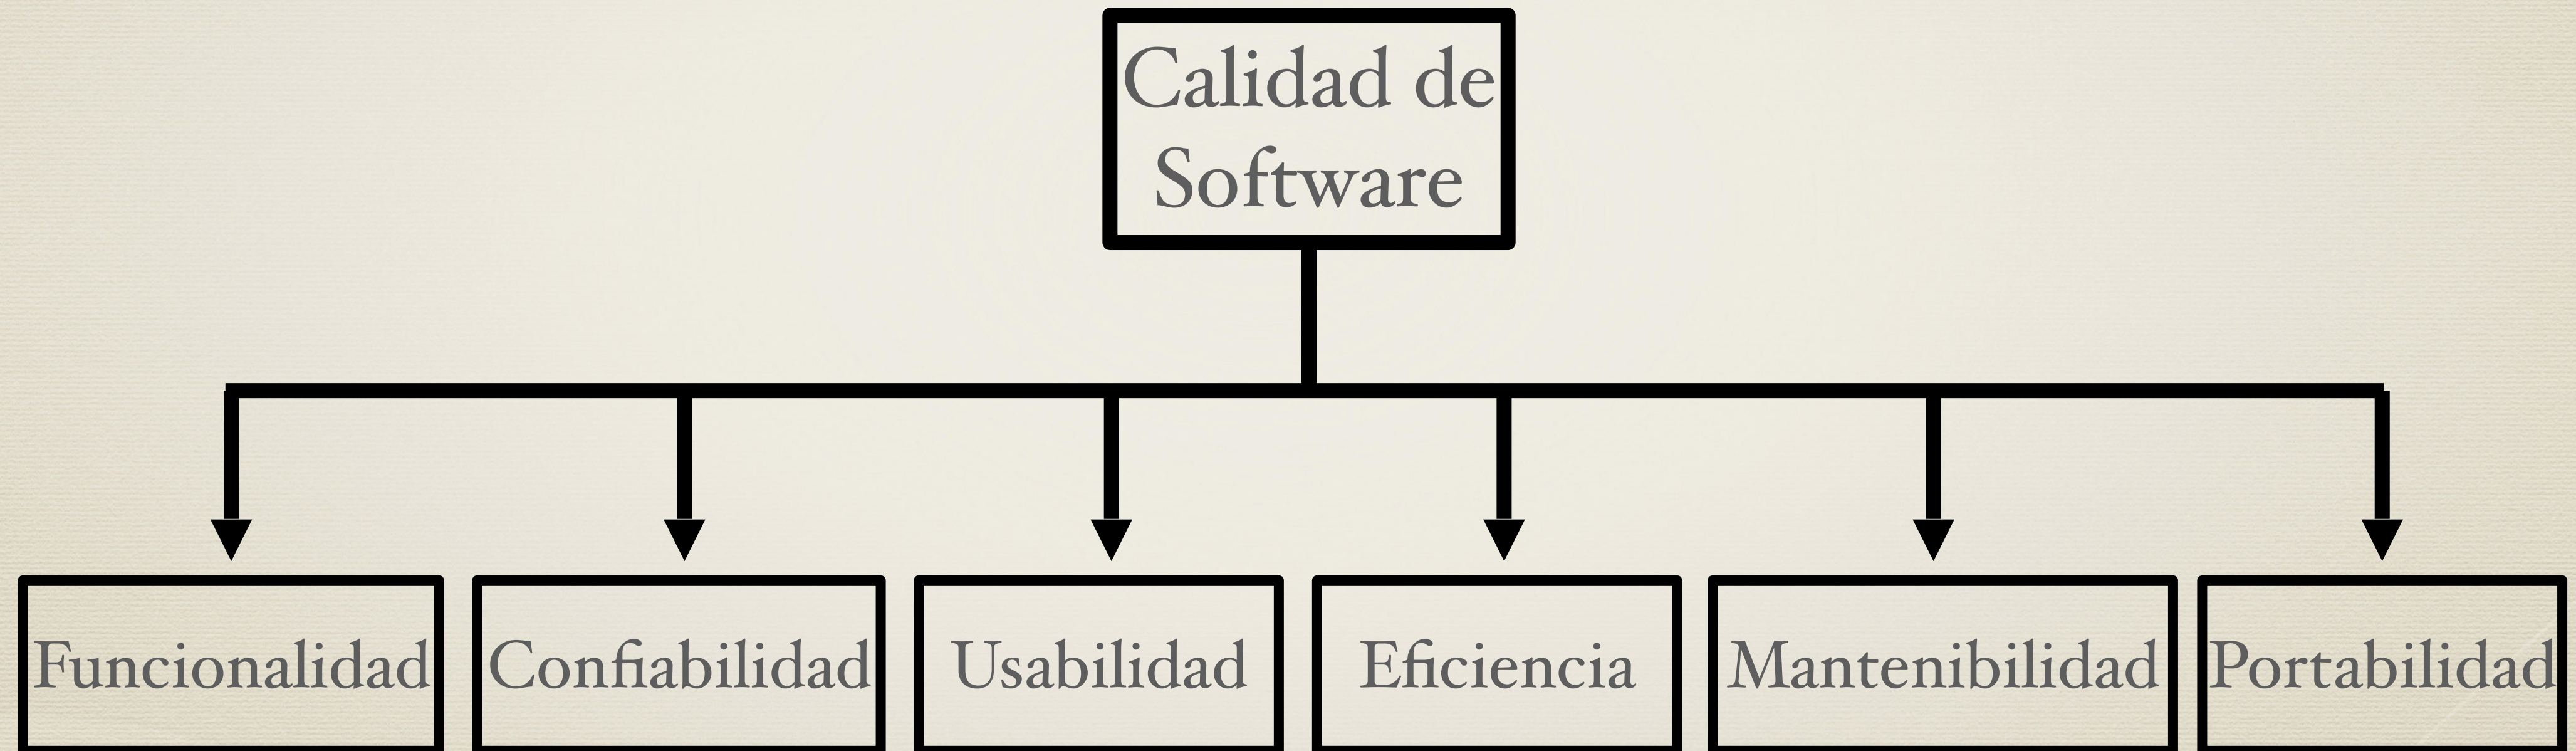 Calidad de
Software
Funcionalidad
Confiabilidad
Usabilidad
Eficiencia
Mantenibilidad
Portabilidad